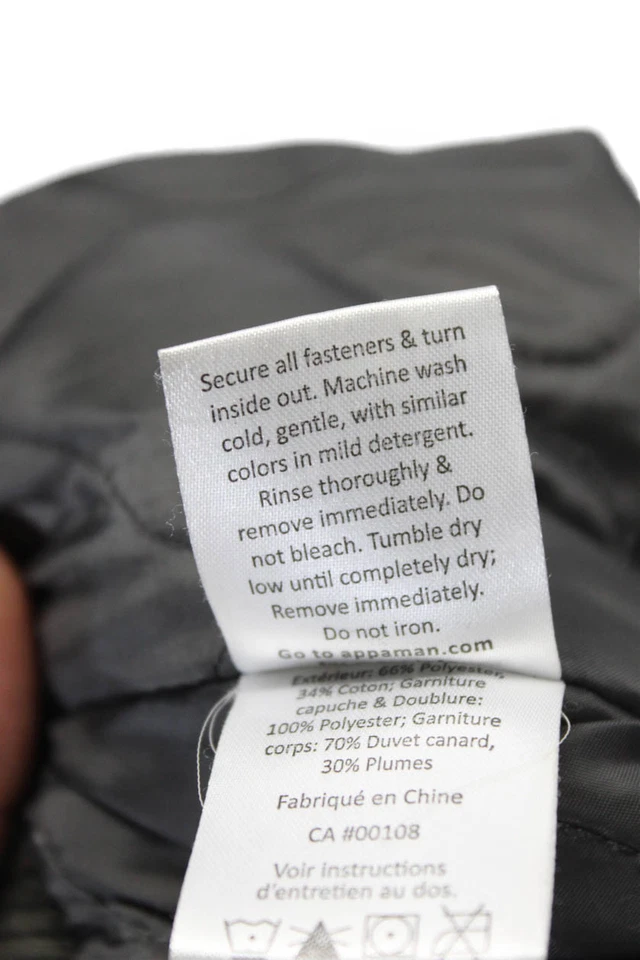 Secure all fasteners & turn
inside out. Machine wash
cold, gentle, with similar
colors in mild detergent.
Rinse thoroughly &
remove immediately. Do
not bleach. Tumble dry
low until completely dry;
Remove immediately.
Do not iron.
Go to appaman.com
Extérieur: 66% Polyester,
34% Coton; Garniture
capuche & Doublure:
100% Polyester; Garniture
corps: 70% Duvet canard,
30% Plumes
Fabriqué en Chine
CA #00108
Voir instructions
d'entretien au dos.